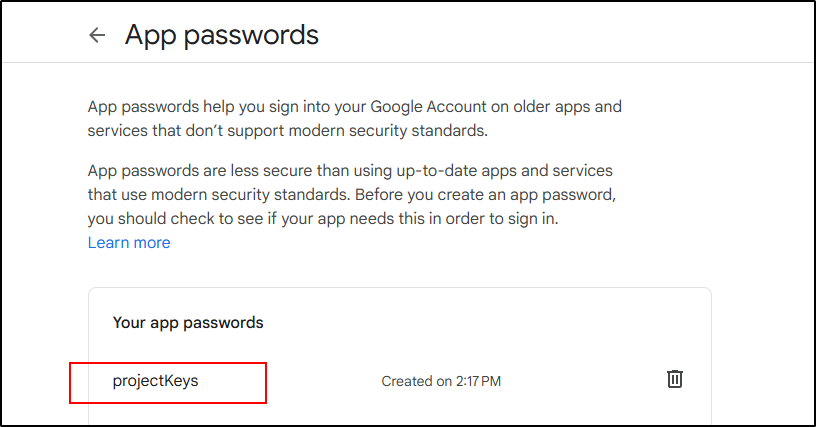 App passwords
App passwords help you sign into your Google Account on older apps and
services that don’t support modern security standards.
App passwords are less secure than using up-to-date apps and services
that use modern security standards. Before you create an app password,
you should check to see if your app needs this in order to sign in.
Learn more
Your app passwords
projectKeys Created on 2:17 PM